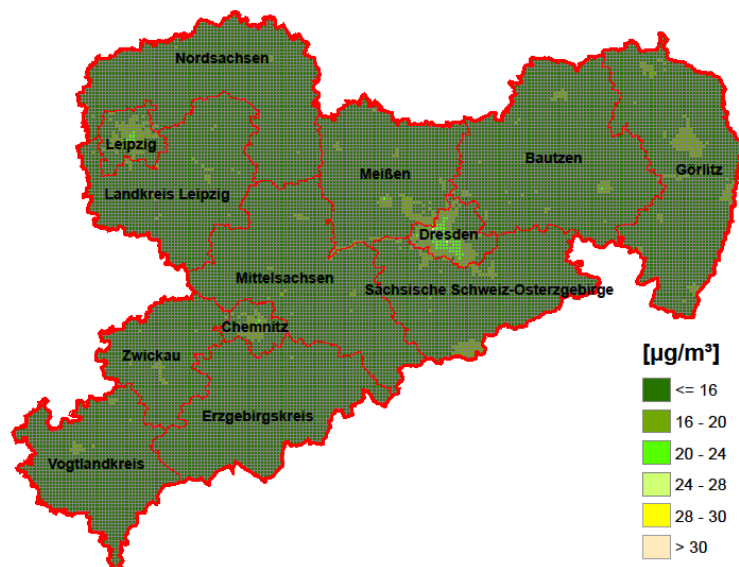 Nordsachsen
Leipzig
Landkreis Leipzig
Meißen
Bautzen
Görlitz
Dresden
Mittelsachsen
Sächsische Schweiz-Osterzgebirge
Chemnitz
Zwickau
Erzgebirgskreis
Vogtlandkreis
[µg/m³]
<= 16
16 - 20
20 - 24
24 - 28
28 - 30
> 30